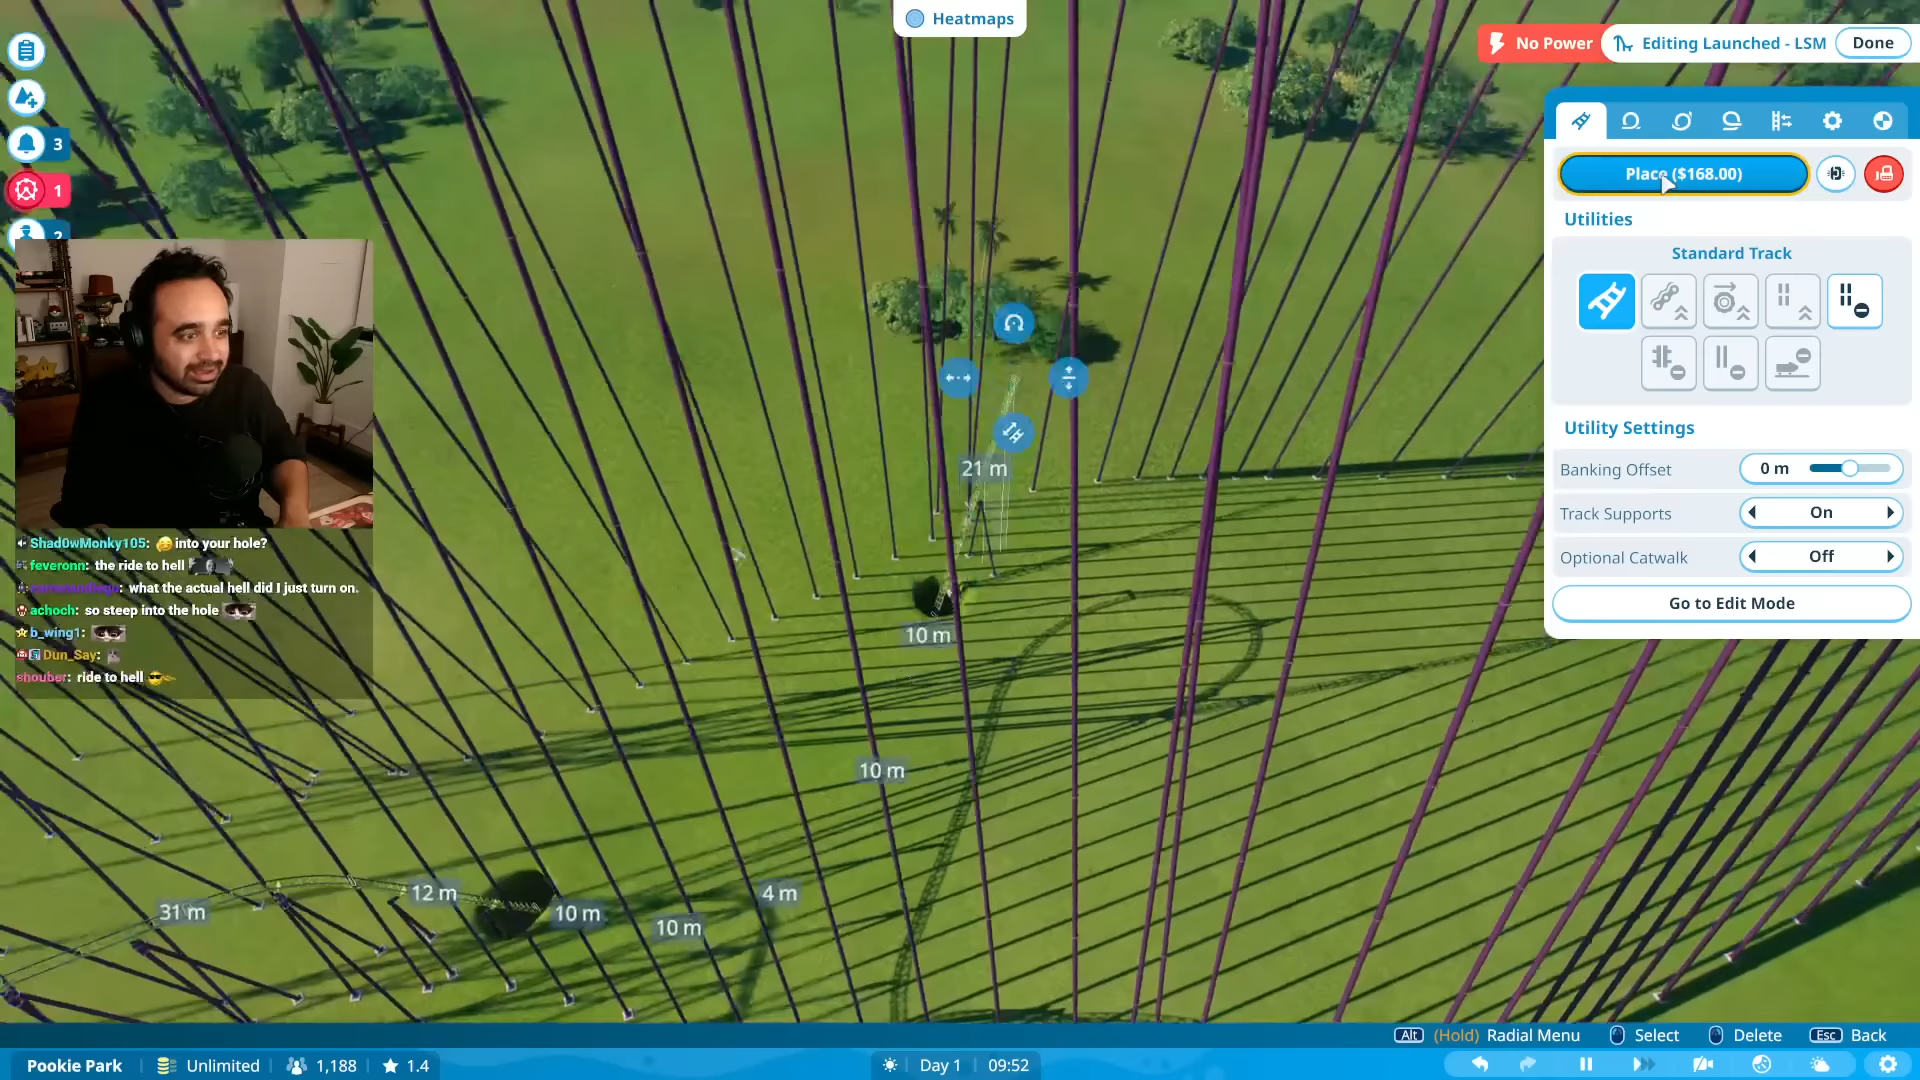 Heatmaps
No Power
Editing Launched - LSM
Done
3
1
2
Place ($168.00)
Utilities
Standard Track
Utility Settings
Banking Offset
0 m
Track Supports
On
Optional Catwalk
Off
Go to Edit Mode
21 m
10 m
10 m
31 m
12 m
10 m
10 m
4 m
Shad0wMonky105: into your hole?
feveronn: the ride to hell
what the actual hell did I just turn on.
achoch: so steep into the hole
b_wing1:
Dun_Say:
shouber: ride to hell
Alt (Hold) Radial Menu Select Delete Esc Back
Pookie Park Unlimited 1,188 1.4 Day 1 09:52